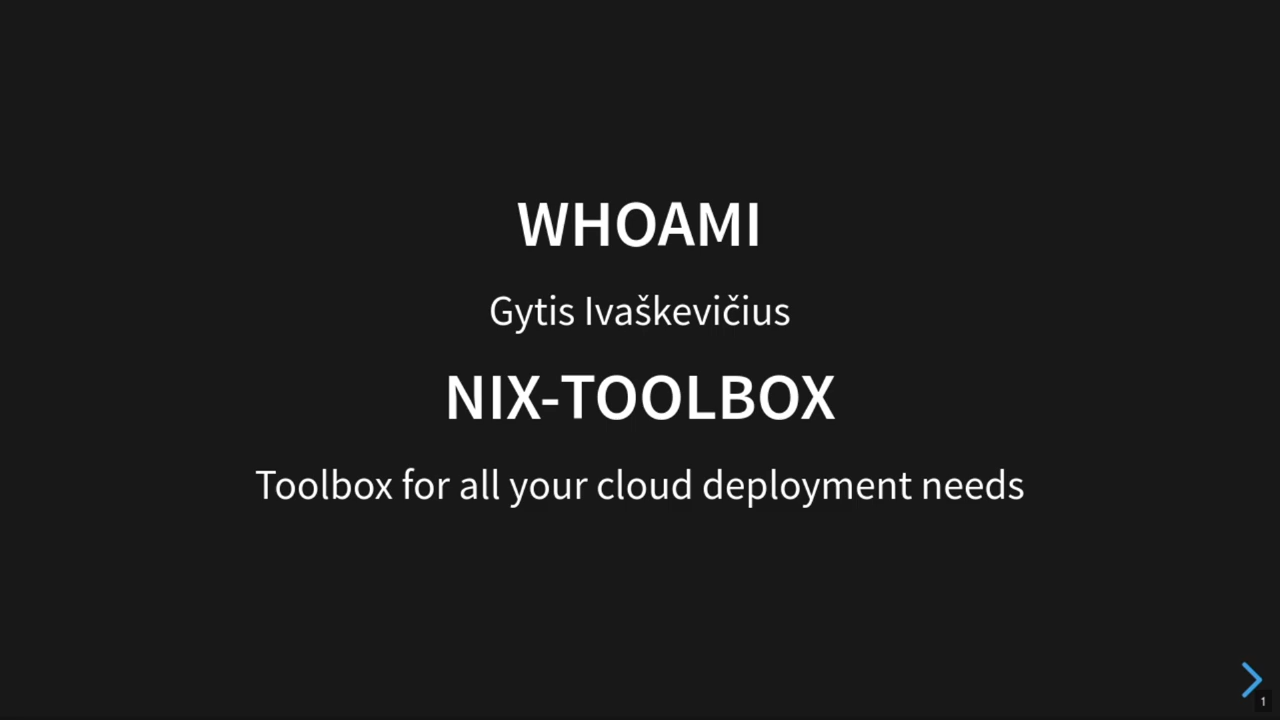 WHOAMI
Gytis Ivaškevičius
NIX-TOOLBOX
Toolbox for all your cloud deployment needs
1